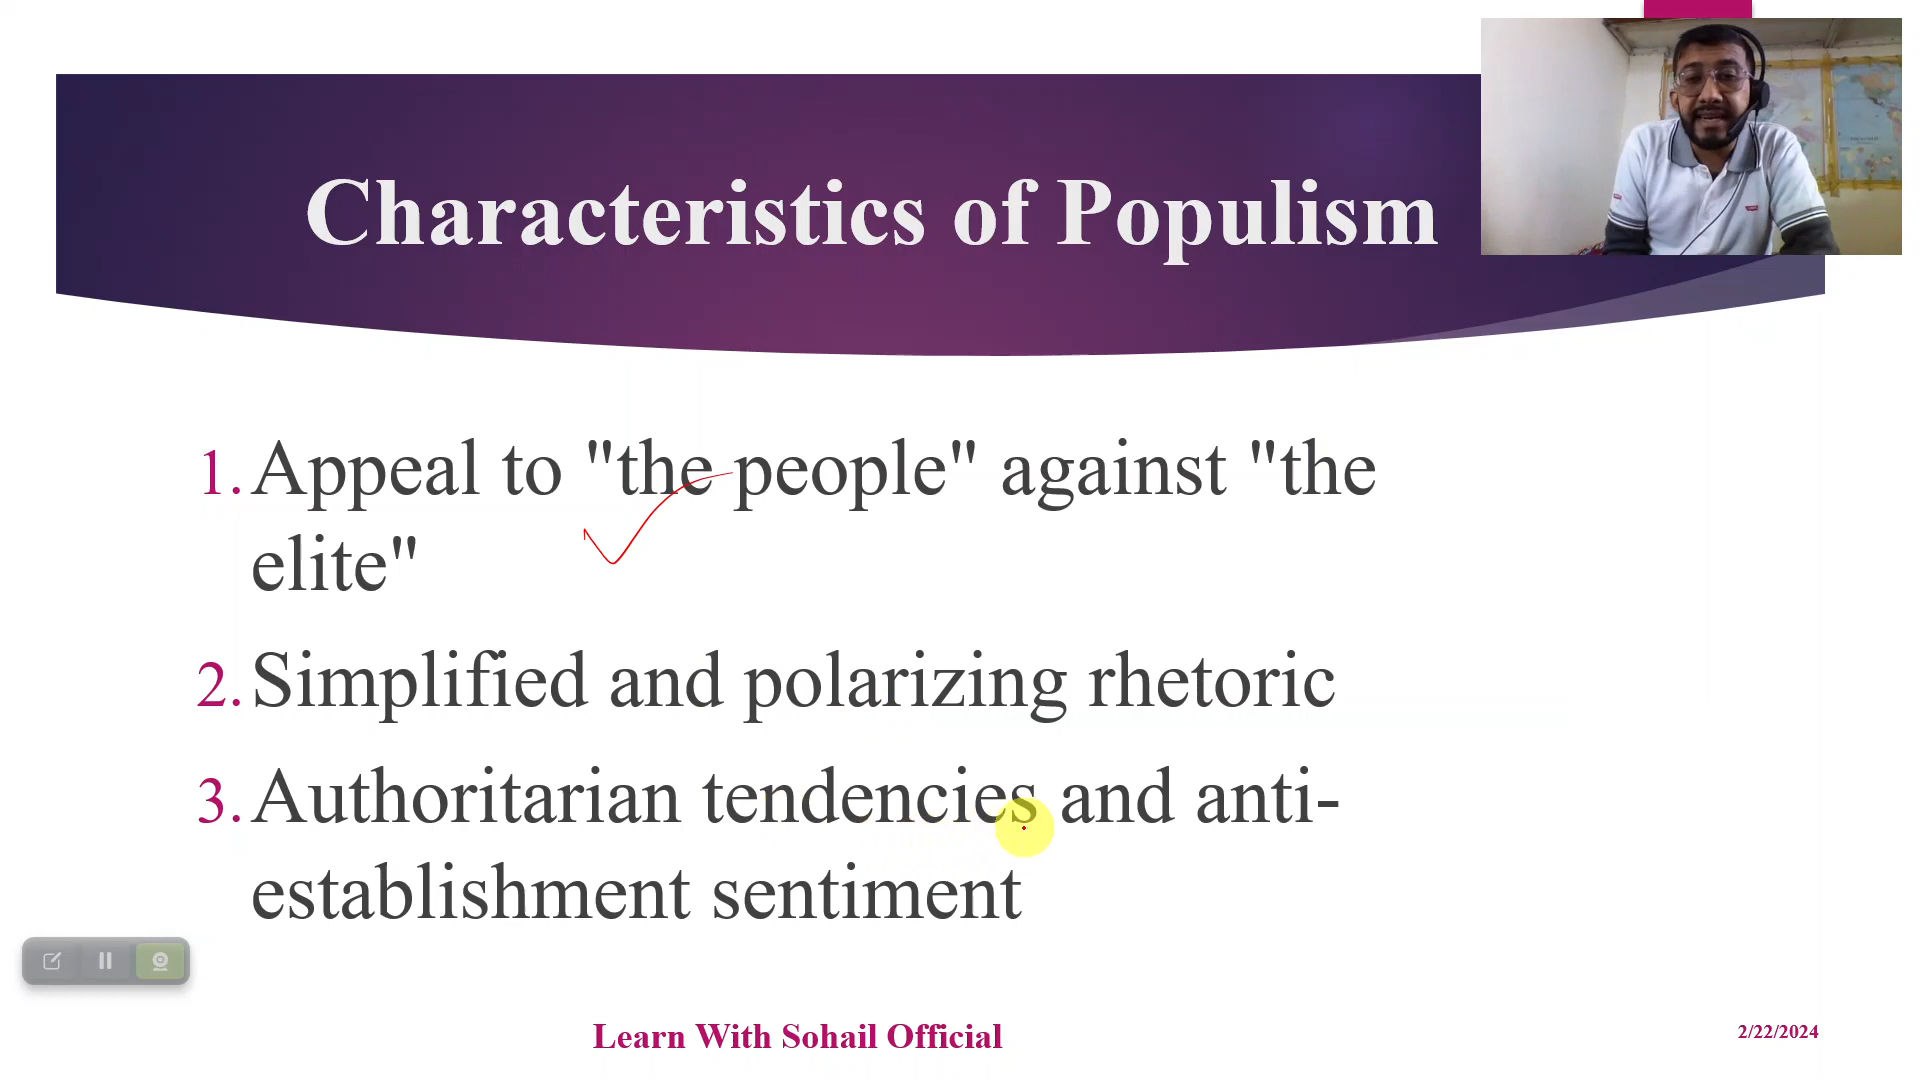 Characteristics of Populism
1. Appeal to "the people" against "the
elite"
2. Simplified and polarizing rhetoric
3. Authoritarian tendencies and anti-
establishment sentiment
Learn With Sohail Official
2/22/2024